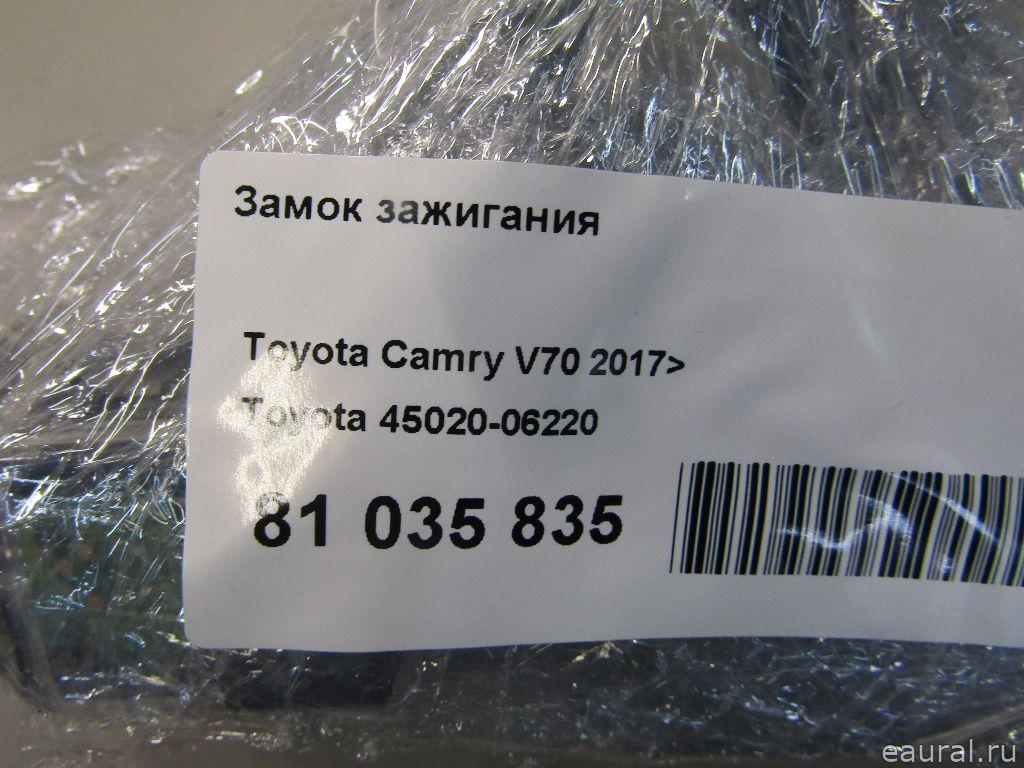 Замок зажигания
Toyota Camry V70 2017>
Toyota 45020-06220
81 035 835
eaural.ru